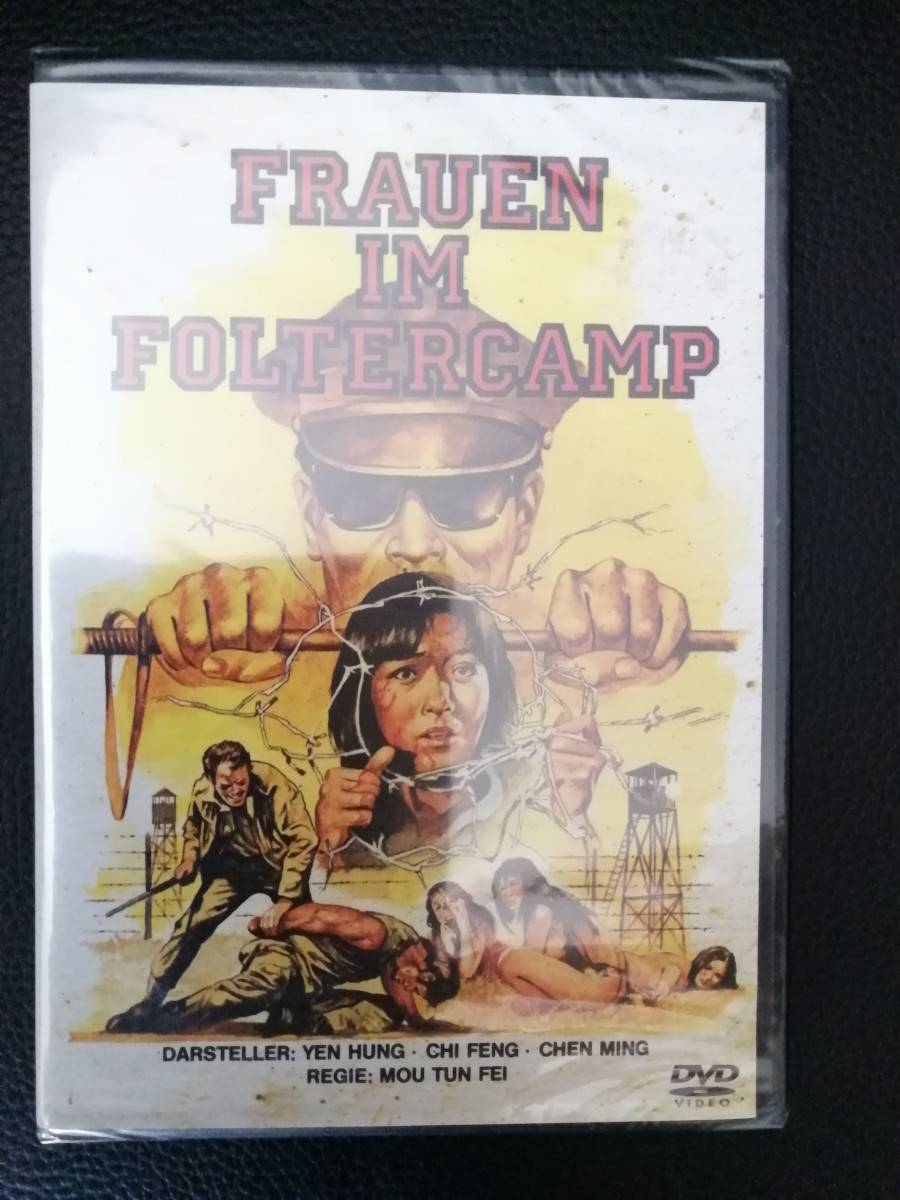 FRAUEN
IM
FOLTERCAMP
DARSTELLER: YEN HUNG · CHI FENG · CHEN MING
REGIE: MOU TUN FEI
DVD
VIDEO